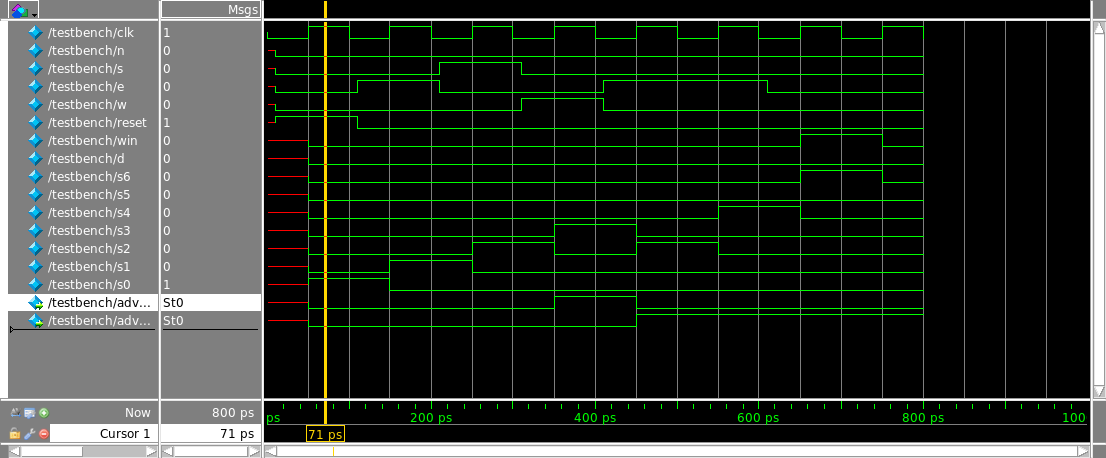 Msgs
/testbench/clk 1
/testbench/n 0
/testbench/s 0
/testbench/e 0
/testbench/w 0
/testbench/reset 1
/testbench/win 0
/testbench/d 0
/testbench/s6 0
/testbench/s5 0
/testbench/s4 0
/testbench/s3 0
/testbench/s2 0
/testbench/s1 0
/testbench/s0 1
/testbench/adv... St0
/testbench/adv... St0
Now 800 ps ps 200 ps 400 ps 600 ps 800 ps 100
Cursor 1 71 ps 71 ps